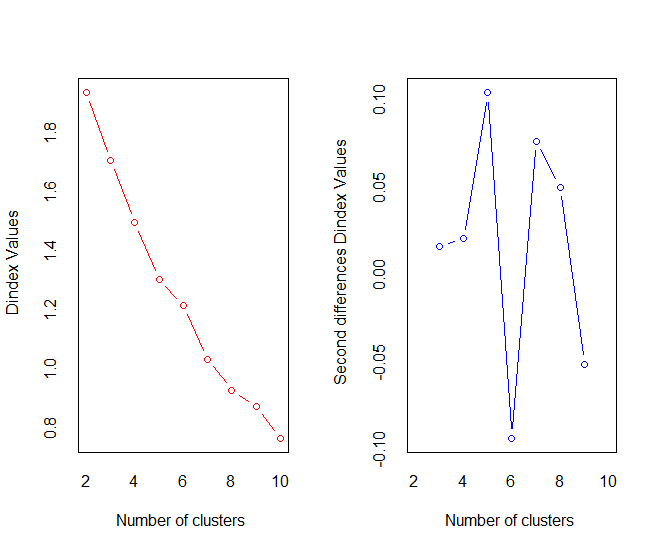 Dindex Values
0.8 1.0 1.2 1.4 1.6 1.8
2 4 6 8 10
Number of clusters
Second differences Dindex Values
-0.10 -0.05 0.00 0.05 0.10
2 4 6 8 10
Number of clusters